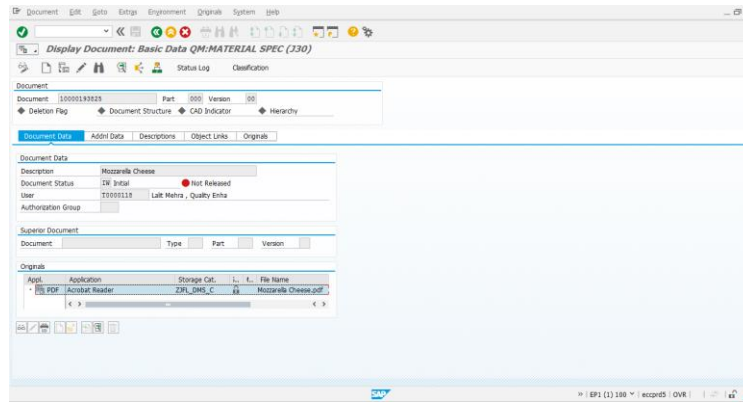 Document Edit Goto Extras Environment Originals System Help
Display Document: Basic Data QM:MATERIAL SPEC (J30)
Status Log Classification
Document
Document 10000193825 Part 000 Version 00
Deletion Flag Document Structure CAD Indicator Hierarchy
Document Data Addnl Data Descriptions Object Links Originals
Document Data
Description Mozzarella Cheese
Document Status IW Initial Not Released
User T0000118 Lalit Mehra , Quality Enha
Authorization Group
Superior Document
Document Type Part Version
Originals
Appl. Application Storage Cat. File Name
PDF Acrobat Reader ZJFL_DMS_C Mozzarella Cheese.pdf
SAP EP1 (1) 100 eccprd5 OVR